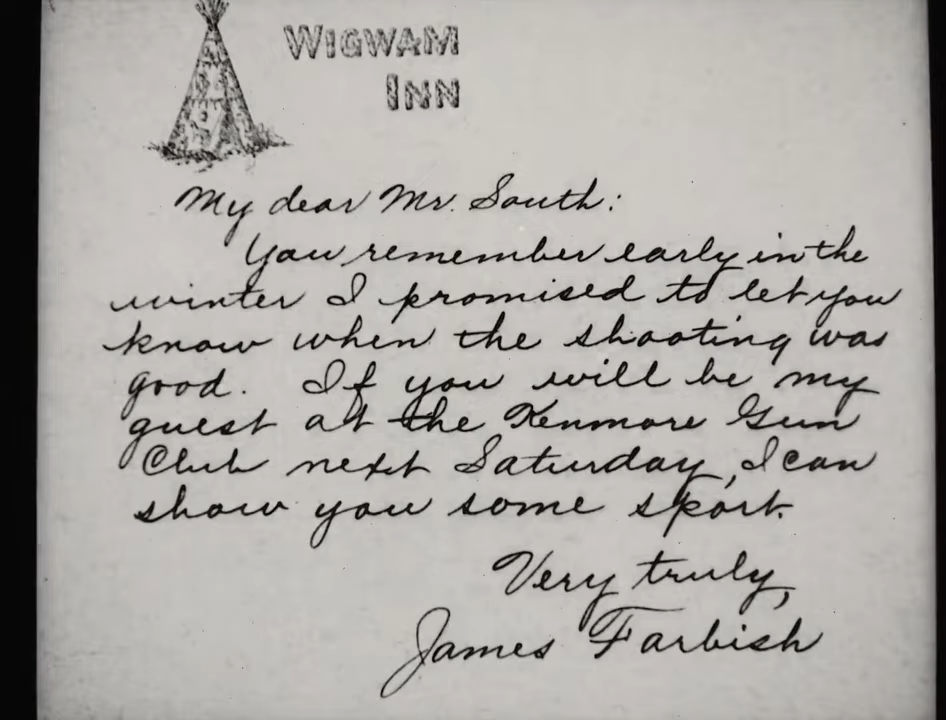 WIGWAM
INN
My dear Mr. South:
You remember early in the
winter I promised to let you
know when the shooting was
good. If you will be my
guest at the Kenmore Gun
Club next Saturday, I can
show you some sport.
Very truly,
James Farbish